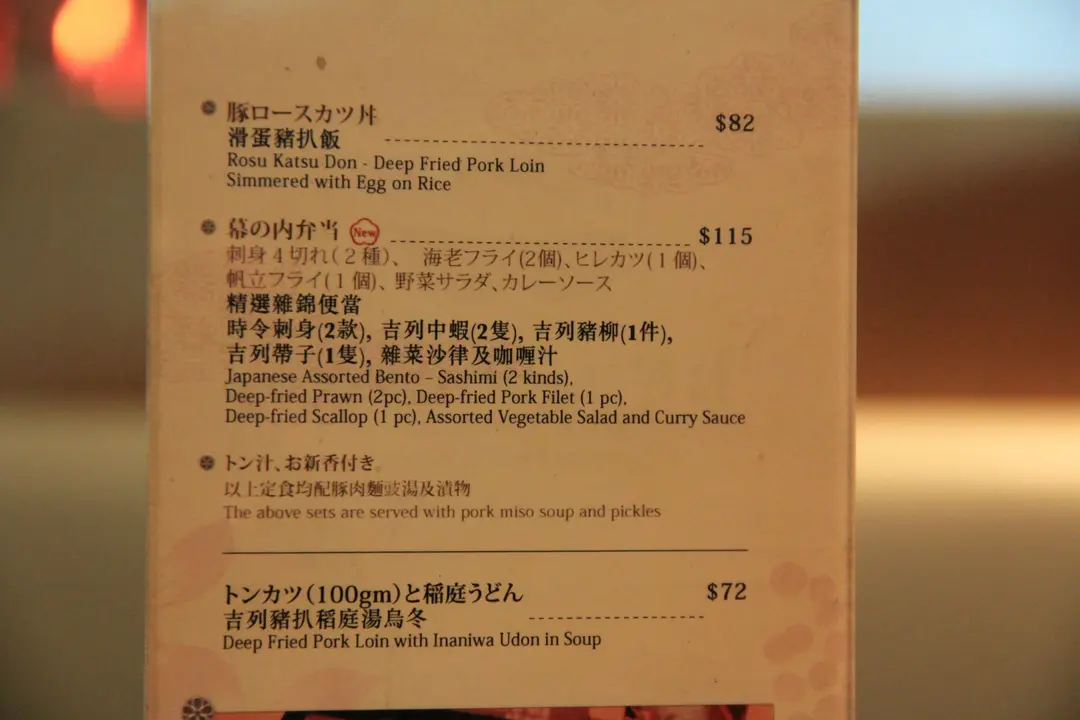 豚ロースカツ丼
$82
滑蛋豬扒飯
Rosu Katsu Don - Deep Fried Pork Loin
Simmered with Egg on Rice
幕の内弁当 New
$115
刺身4切れ(2種)、 海老フライ(2個)、ヒレカツ(1個)、
帆立フライ(1個)、野菜サラダ、カレーソース
精選雜錦便當
時令刺身(2款), 吉列中蝦(2隻), 吉列豬柳(1件),
吉列帶子(1隻), 雜菜沙律及咖喱汁
Japanese Assorted Bento – Sashimi (2 kinds),
Deep-fried Prawn (2pc), Deep-fried Pork Filet (1 pc),
Deep-fried Scallop (1 pc), Assorted Vegetable Salad and Curry Sauce
トン汁、お新香付き
以上定食均配豚肉麵豉湯及漬物
The above sets are served with pork miso soup and pickles
トンカツ(100gm)と稲庭うどん
$72
吉列豬扒稻庭湯烏冬
Deep Fried Pork Loin with Inaniwa Udon in Soup